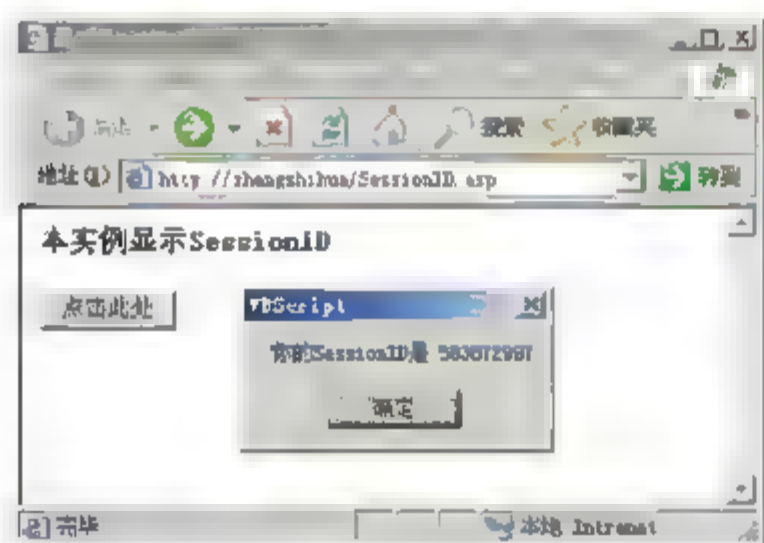 后退 搜索 收藏夹
地址(D) http://zhangshihua/SessionID.asp 转到
本实例显示SessionID
点击此处
VBScript
你的SessionID是
确定
完毕 本地 Intranet